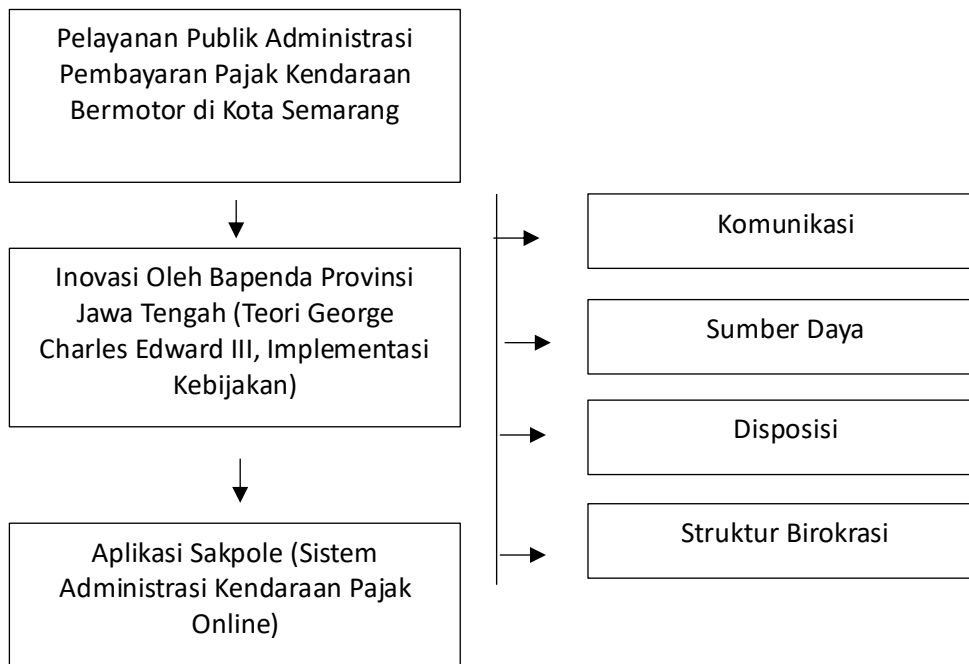 Pelayanan Publik Administrasi
Pembayaran Pajak Kendaraan
Bermotor di Kota Semarang
Inovasi Oleh Bapenda Provinsi
Jawa Tengah (Teori George
Charles Edward III, Implementasi
Kebijakan)
Aplikasi Sakpole (Sistem
Administrasi Kendaraan Pajak
Online)
Komunikasi
Sumber Daya
Disposisi
Struktur Birokrasi